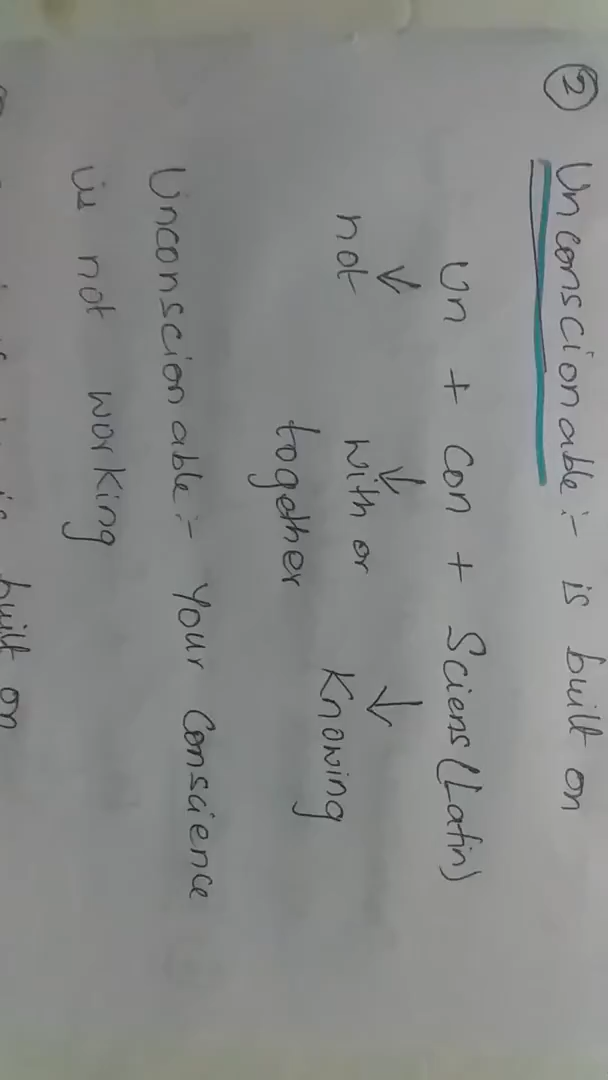 ② Unconscionable:- is built on
Un + Con + Sciens (Latin)
↓ ↓ ↓
not with or Knowing
together
Unconscionable:- Your Conscience
is not working
built on